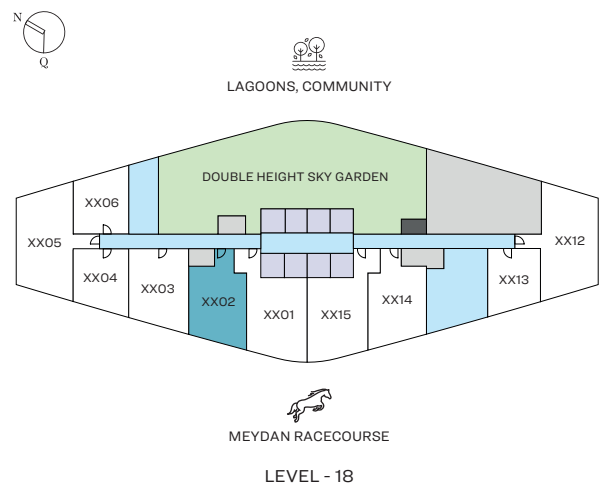 N
Q
LAGOONS, COMMUNITY
DOUBLE HEIGHT SKY GARDEN
XX06
XX05
XX12
XX04
XX03
XX02
XX01
XX15
XX14
XX13
MEYDAN RACECOURSE
LEVEL - 18